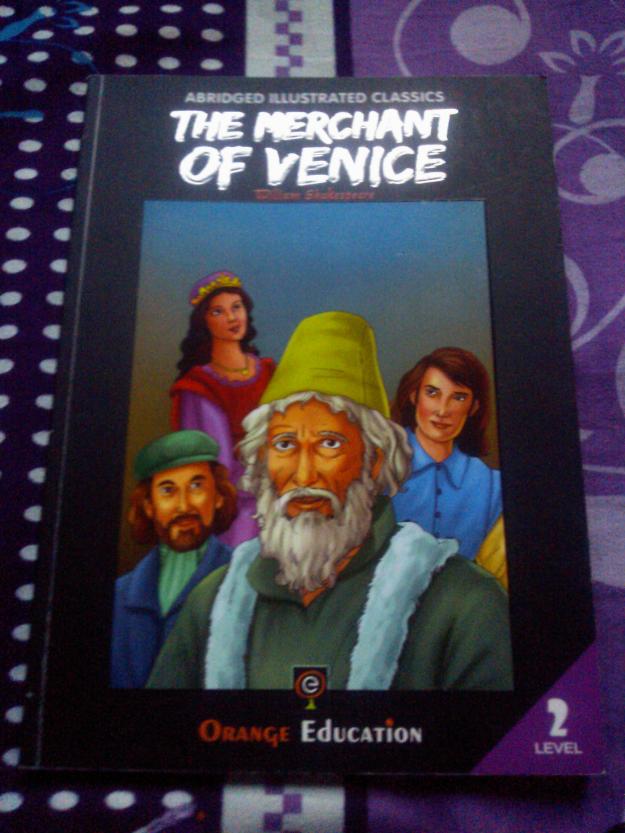 ABRIDGED ILLUSTRATED CLASSICS
THE MERCHANT
OF VENICE
William Shakespeare
e
ORANGE EDUCATION
2
LEVEL